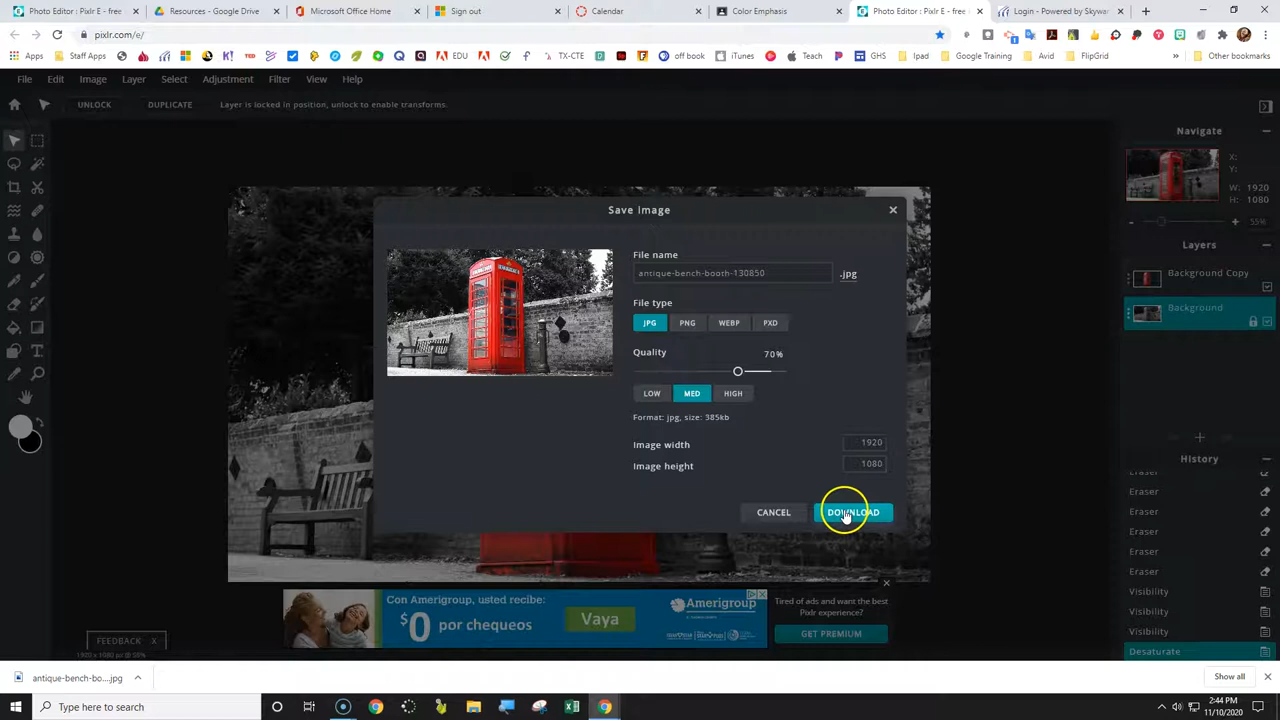 Photo Editor : Pixlr E - fre
Resources - Google Drive
Microsoft Office Home
Sign out
Calendar
Color Emphasis
Photo Editor : Pixlr E - fre
Login - Powered by Skyward
pixlr.com/e/
Apps
Staff
TED
EDU
TX-CTE
off book
iTunes
Teach
GHS
Ipad
Google Training
AVID
FlipGrid
Other bookmarks
File
Edit
Image
Layer
Select
Adjustment
Filter
View
Help
UNLOCK
DUPLICATE
Layer is locked in position, unlock to enable transforms.
Navigate
X:
Y:
W: 1920
H: 1080
55%
Layers
Background Copy
Background
History
Eraser
Eraser
Eraser
Eraser
Eraser
Eraser
Visibility
Visibility
Visibility
Desaturate
Save Image
File name
antique-bench-booth-130850
.jpg
File type
JPG
PNG
WEBP
PXD
Quality
70%
LOW
MED
HIGH
Format: jpg, size: 385kb
Image width
1920
Image height
1080
CANCEL
DOWNLOAD
Con Amerigroup, usted recibe:
$0 por chequeos
Vaya
Amerigroup
Tired of ads and want the best
Pixlr experience?
GET PREMIUM
FEEDBACK X
antique-bench-bo....jpg
Show all
Type here to search
2:44 PM
11/10/2020